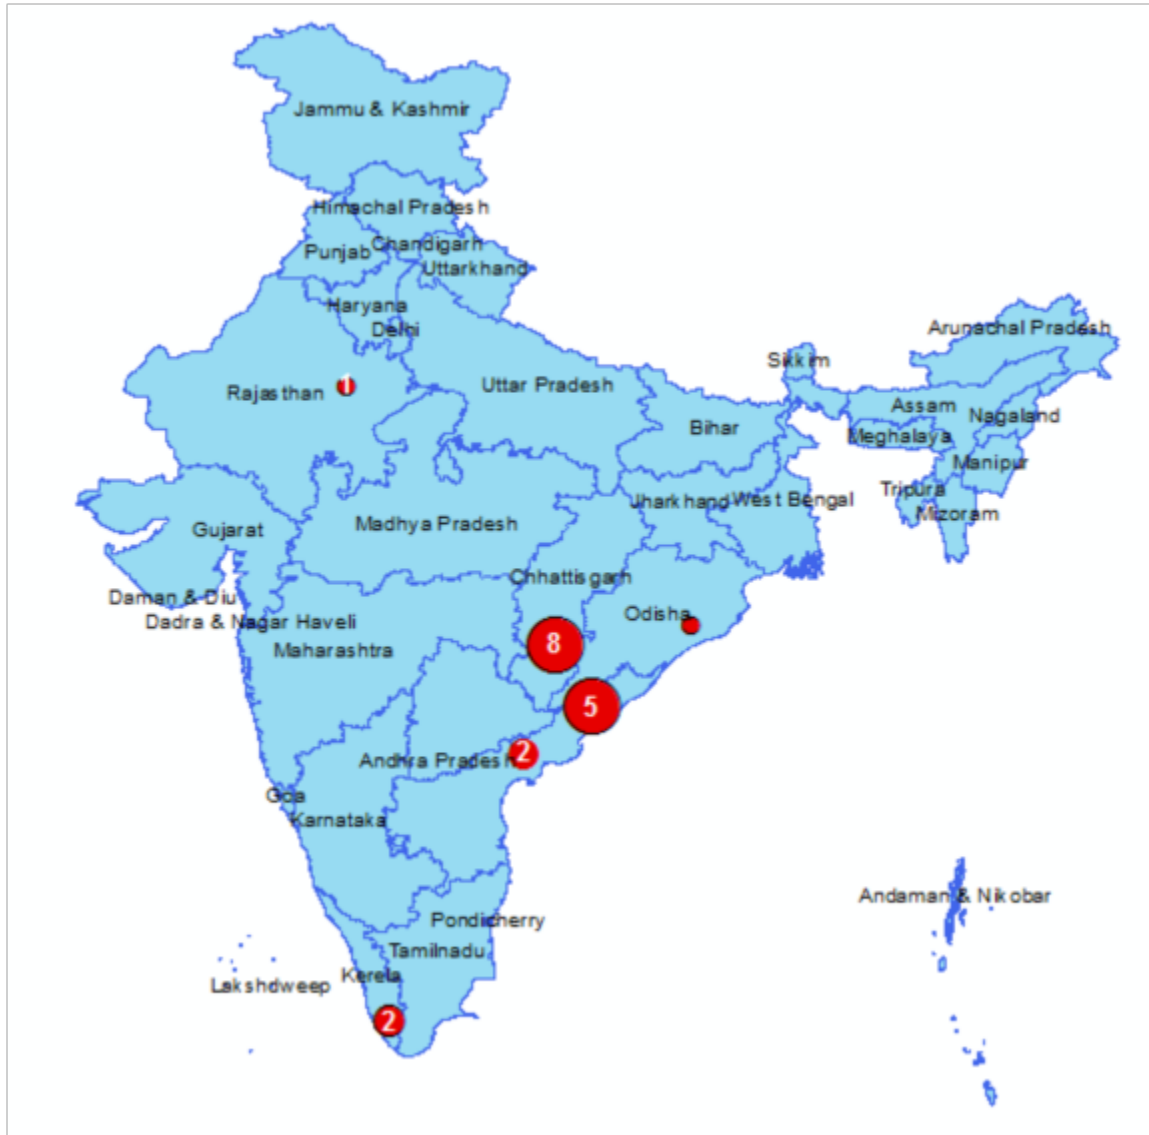 Jammu & Kashmir
Himachal Pradesh
Chandigarh
Punjab
Uttarkhand
Haryana
Delhi
Arunachal Pradesh
Sikkim
1
Rajasthan
Uttar Pradesh
Assam
Nagaland
Bihar
Meghalaya
Manipur
Tripura
Jharkhand
West Bengal
Mizoram
Madhya Pradesh
Gujarat
Chhattisgarh
Daman & Diu
Odisha
Dadra & Nagar Haveli
8
Maharashtra
5
2
Andhra Pradesh
Goa
Karnataka
Andaman & Nikobar
Pondicherry
Tamilnadu
Kerela
Lakshdweep
2